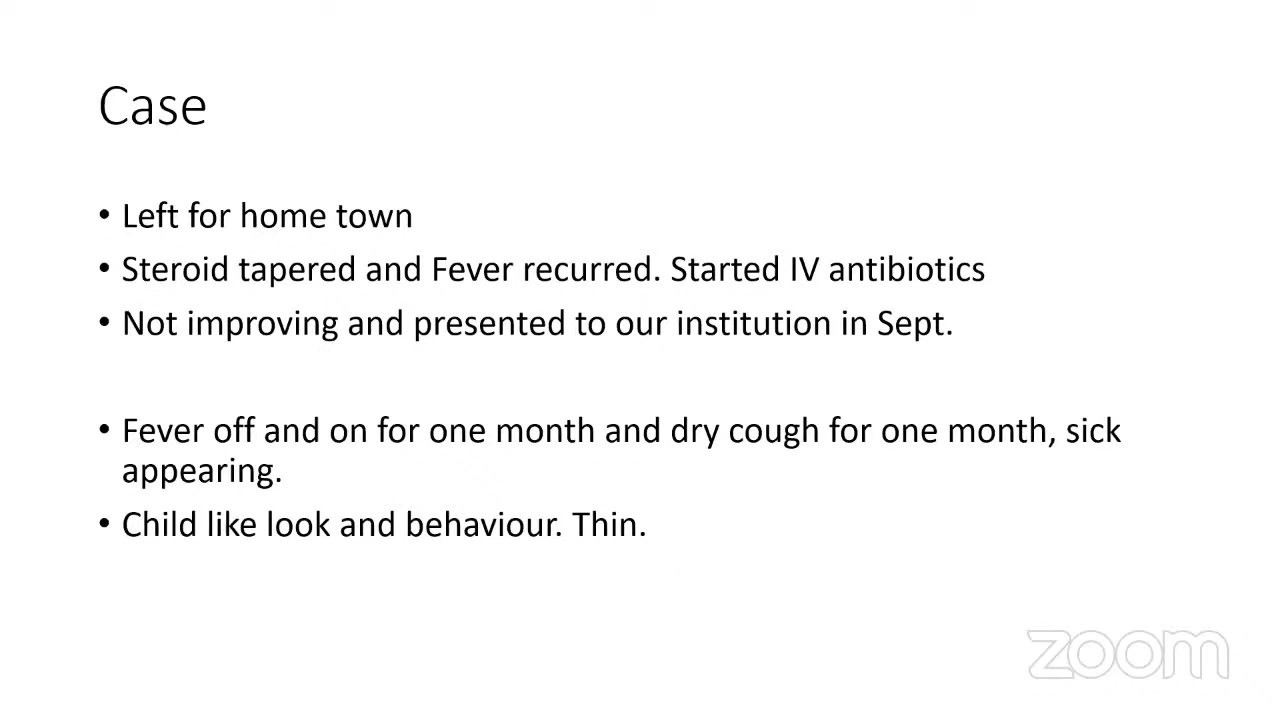 Case
• Left for home town
• Steroid tapered and Fever recurred. Started IV antibiotics
• Not improving and presented to our institution in Sept.
• Fever off and on for one month and dry cough for one month, sick
appearing.
• Child like look and behaviour. Thin.
zoom